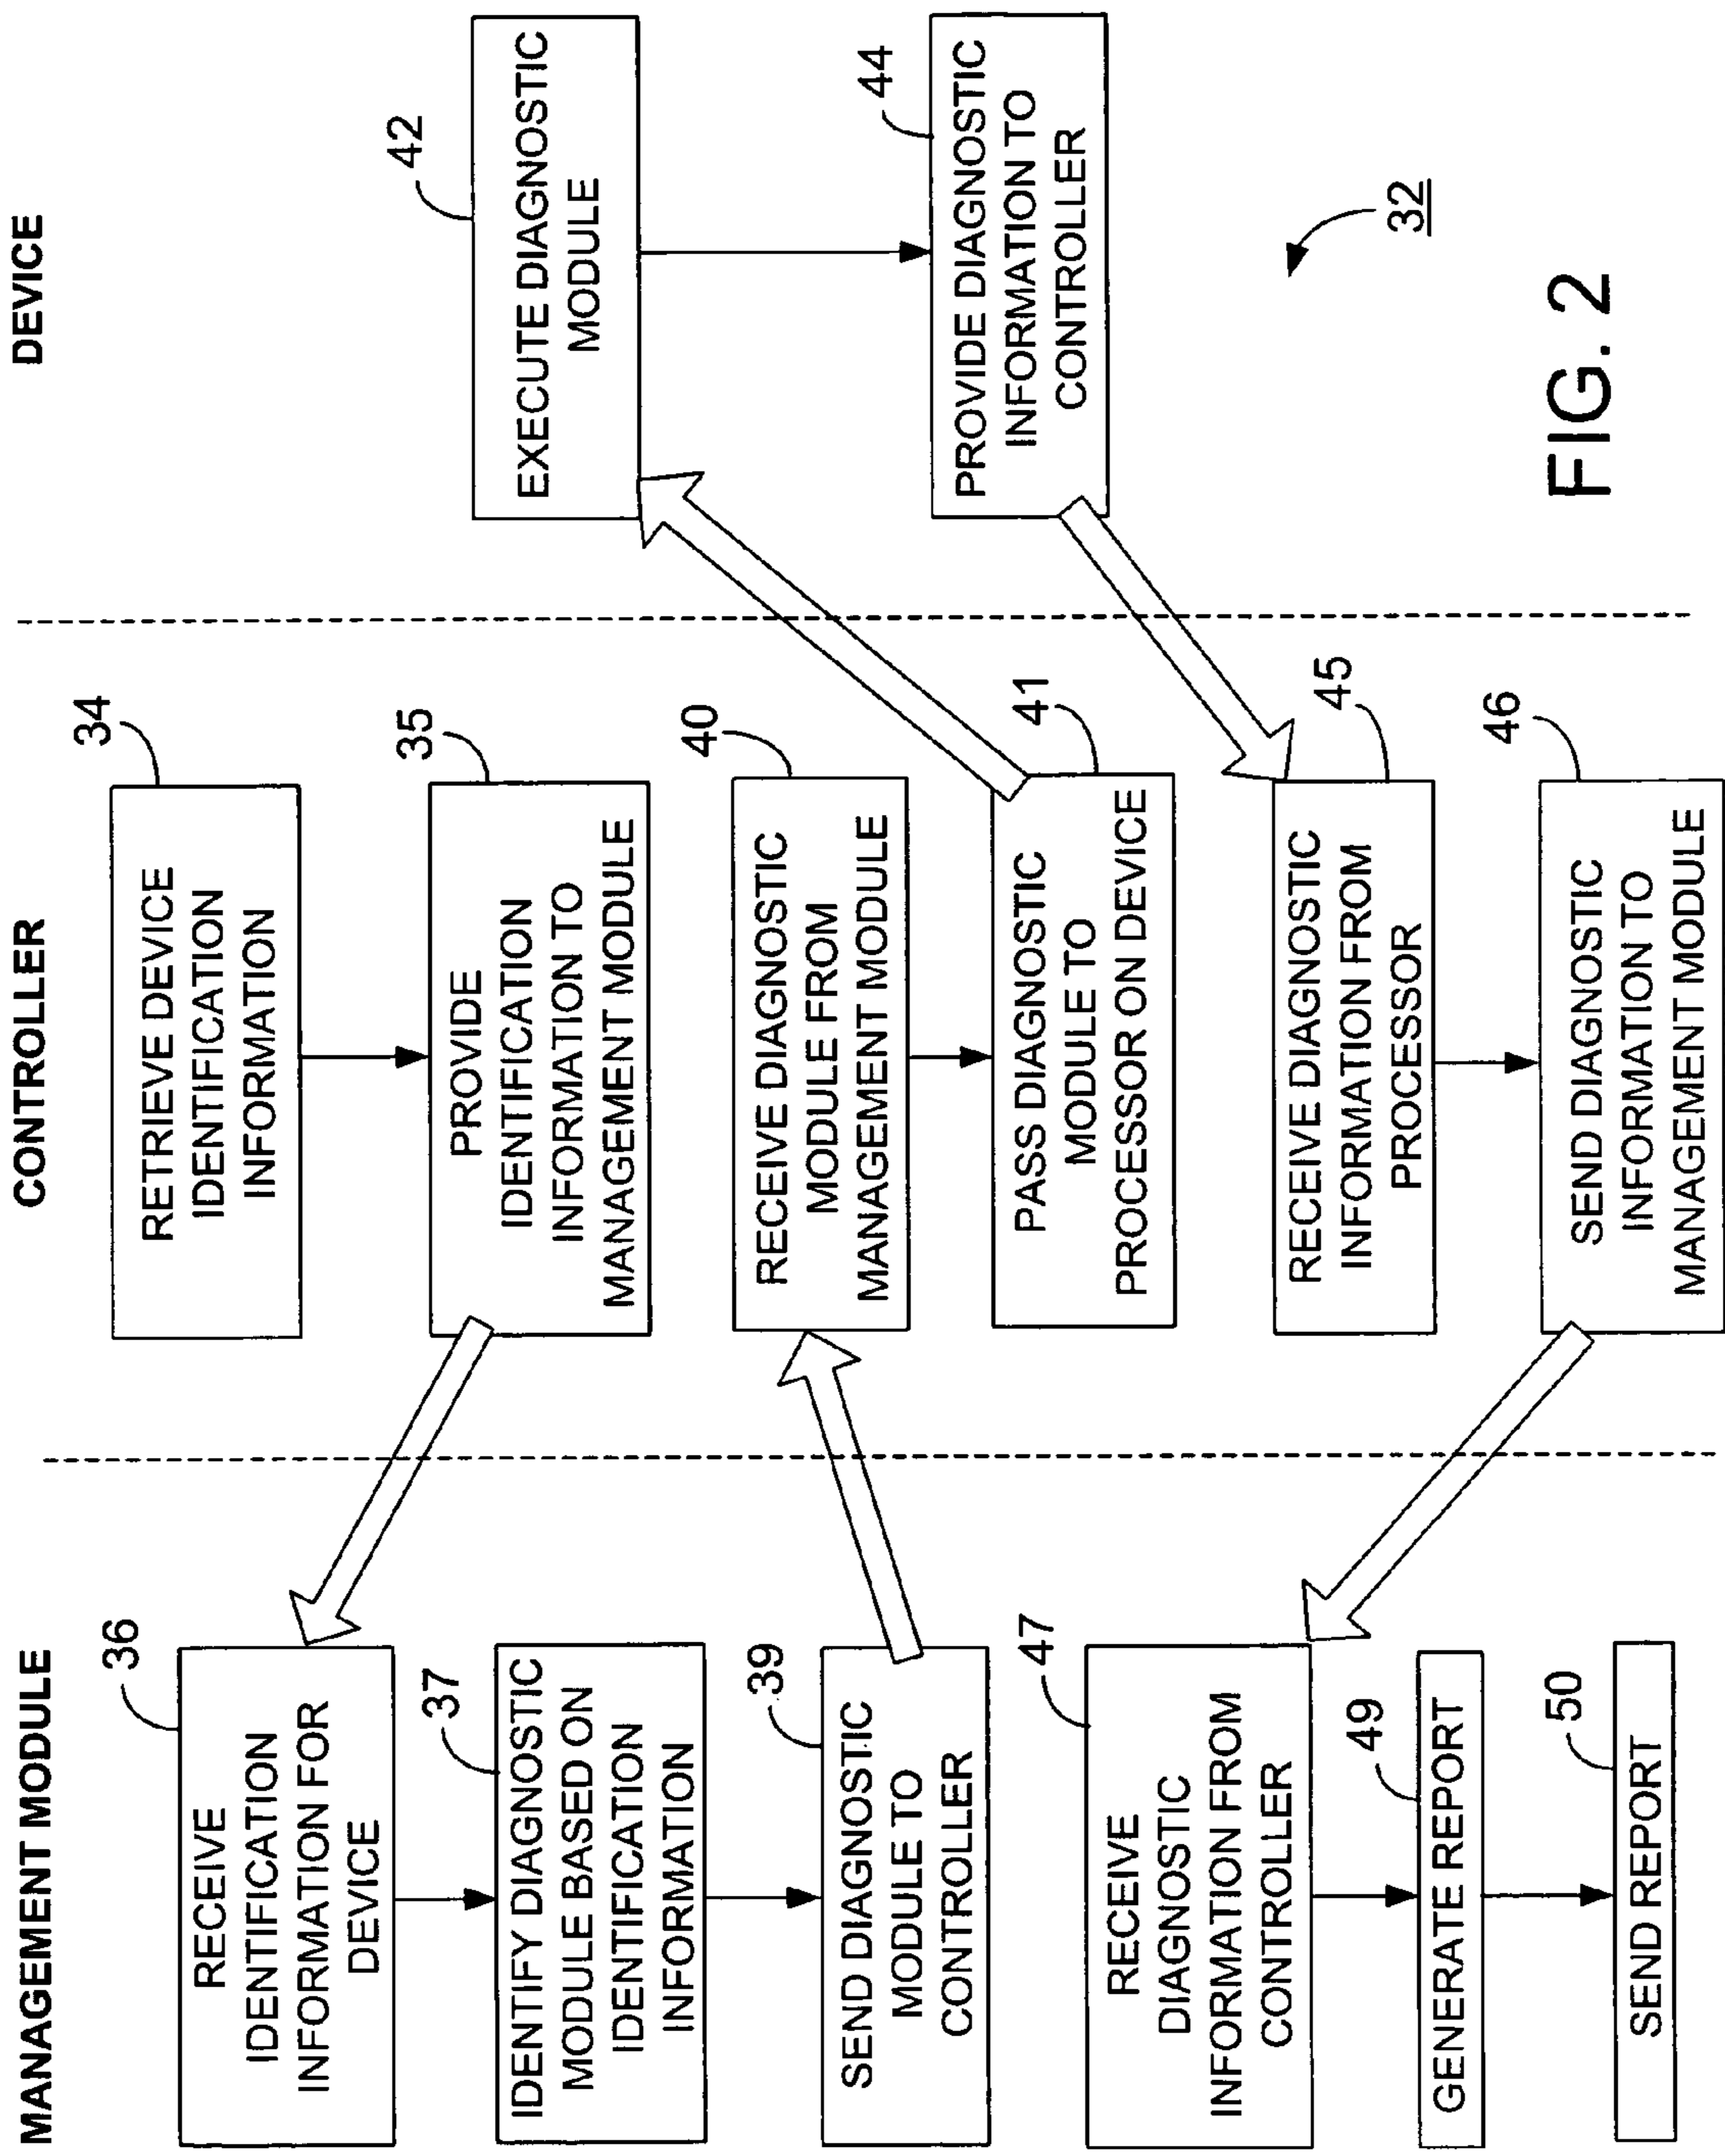 MANAGEMENT MODULE
CONTROLLER
DEVICE
36
RECEIVE
IDENTIFICATION
INFORMATION FOR
DEVICE
37
IDENTIFY DIAGNOSTIC
MODULE BASED ON
IDENTIFICATION
INFORMATION
39
SEND DIAGNOSTIC
MODULE TO
CONTROLLER
47
RECEIVE
DIAGNOSTIC
INFORMATION FROM
CONTROLLER
49
GENERATE REPORT
50
SEND REPORT
34
RETRIEVE DEVICE
IDENTIFICATION
INFORMATION
35
PROVIDE
IDENTIFICATION
INFORMATION TO
MANAGEMENT MODULE
40
RECEIVE DIAGNOSTIC
MODULE FROM
MANAGEMENT MODULE
41
PASS DIAGNOSTIC
MODULE TO
PROCESSOR ON DEVICE
45
RECEIVE DIAGNOSTIC
INFORMATION FROM
PROCESSOR
46
SEND DIAGNOSTIC
INFORMATION TO
MANAGEMENT MODULE
42
EXECUTE DIAGNOSTIC
MODULE
44
PROVIDE DIAGNOSTIC
INFORMATION TO
CONTROLLER
32
FIG. 2